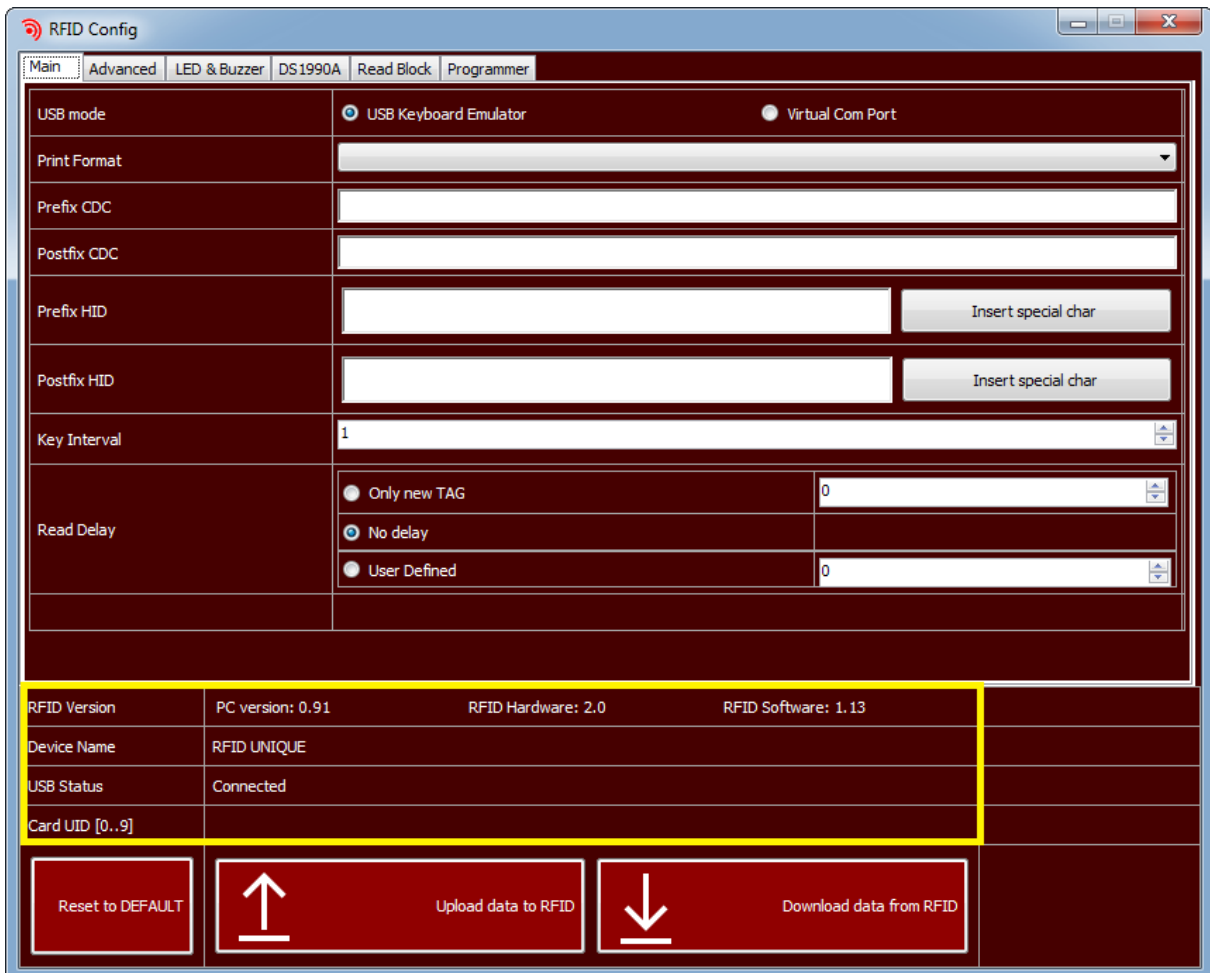 RFID Config
Main Advanced LED & Buzzer DS1990A Read Block Programmer
USB mode USB Keyboard Emulator Virtual Com Port
Print Format
Prefix CDC
Postfix CDC
Prefix HID Insert special char
Postfix HID Insert special char
Key Interval 1
Only new TAG 0
Read Delay No delay
User Defined 0
RFID Version PC version: 0.91 RFID Hardware: 2.0 RFID Software: 1.13
Device Name RFID UNIQUE
USB Status Connected
Card UID [0..9]
Reset to DEFAULT Upload data to RFID Download data from RFID